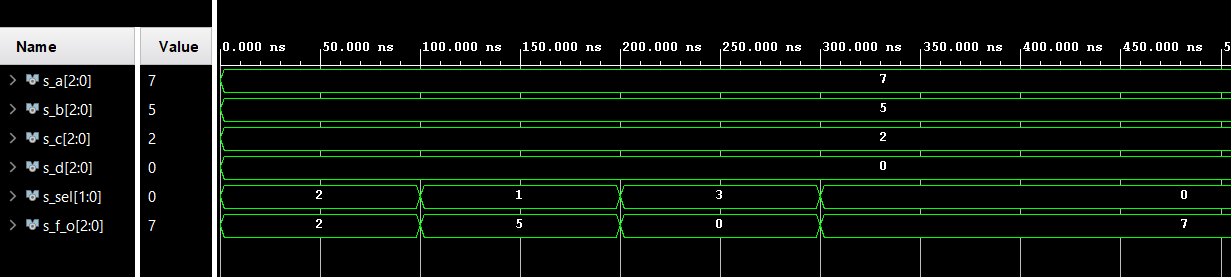 Name Value 0.000 ns 50.000 ns 100.000 ns 150.000 ns 200.000 ns 250.000 ns 300.000 ns 350.000 ns 400.000 ns 450.000 ns
s_a[2:0] 7 7
s_b[2:0] 5 5
s_c[2:0] 2 2
s_d[2:0] 0 0
s_sel[1:0] 0 2 1 3 0
s_f_o[2:0] 7 2 5 0 7